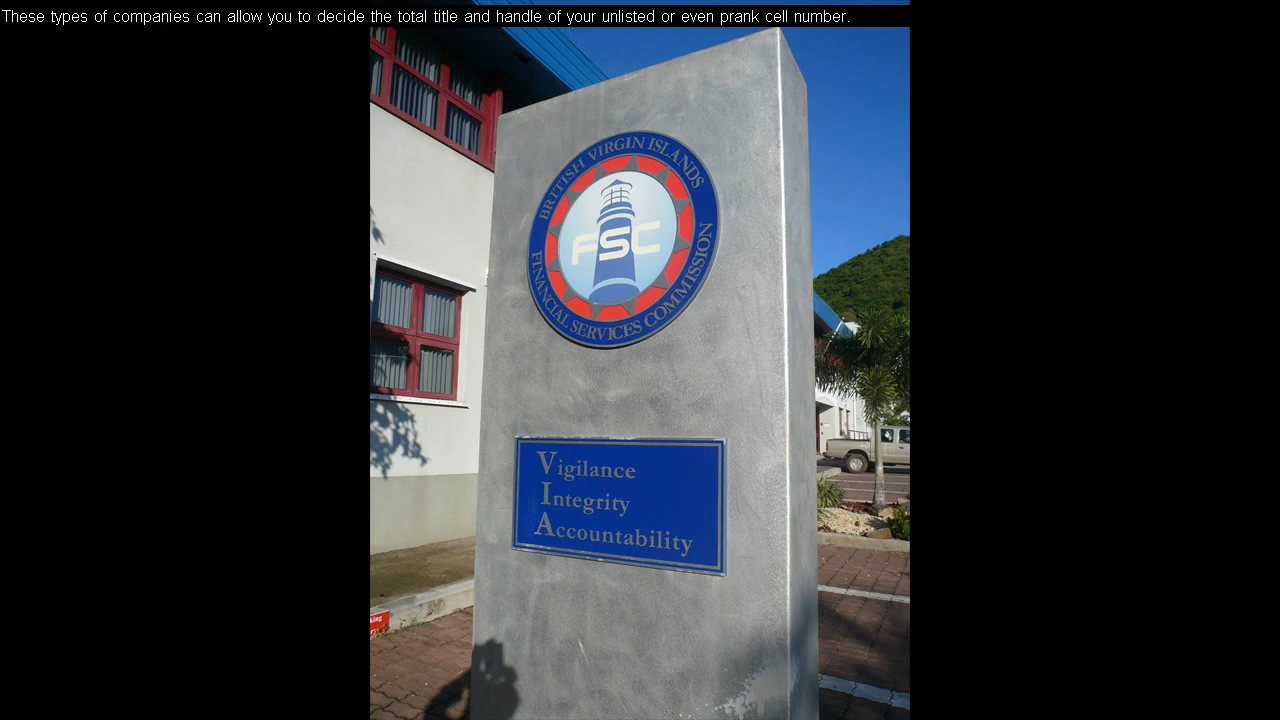 These types of companies can allow you to decide the total title and handle of your unlisted or even prank cell number.
BRITISH VIRGIN ISLANDS
FSC
FINANCIAL SERVICES COMMISSION
Vigilance
Integrity
Accountability